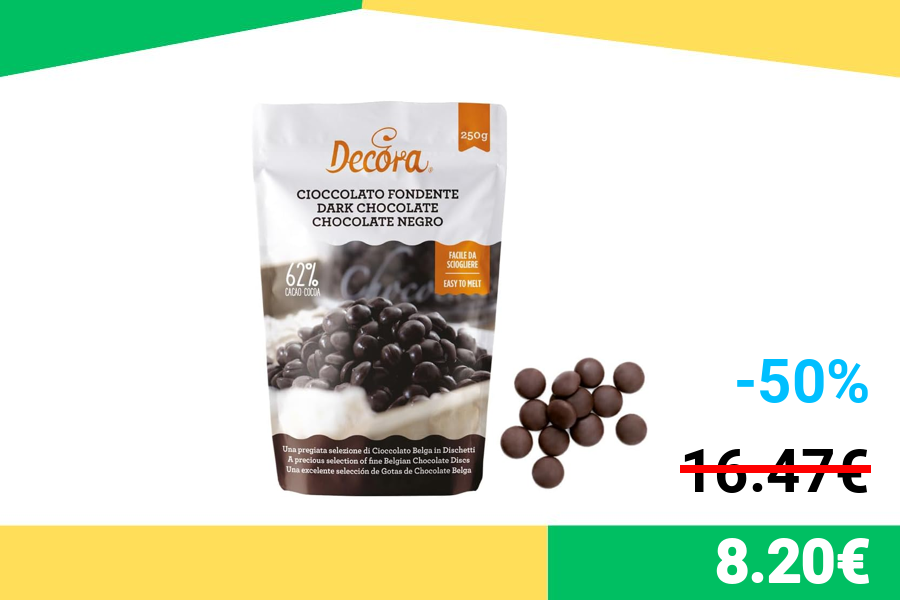 250g
Decora
CIOCCOLATO FONDENTE
DARK CHOCOLATE
CHOCOLATE NEGRO
FACILE DA
SCIOGLIERE
EASY TO MELT
62%
CACAO COCOA
Una pregiata selezione di Cioccolato Belga in Dischetti
A precious selection of fine Belgian Chocolate Discs
Una excelente selección de Gotas de Chocolate Belga
-50%
16.47€
8.20€